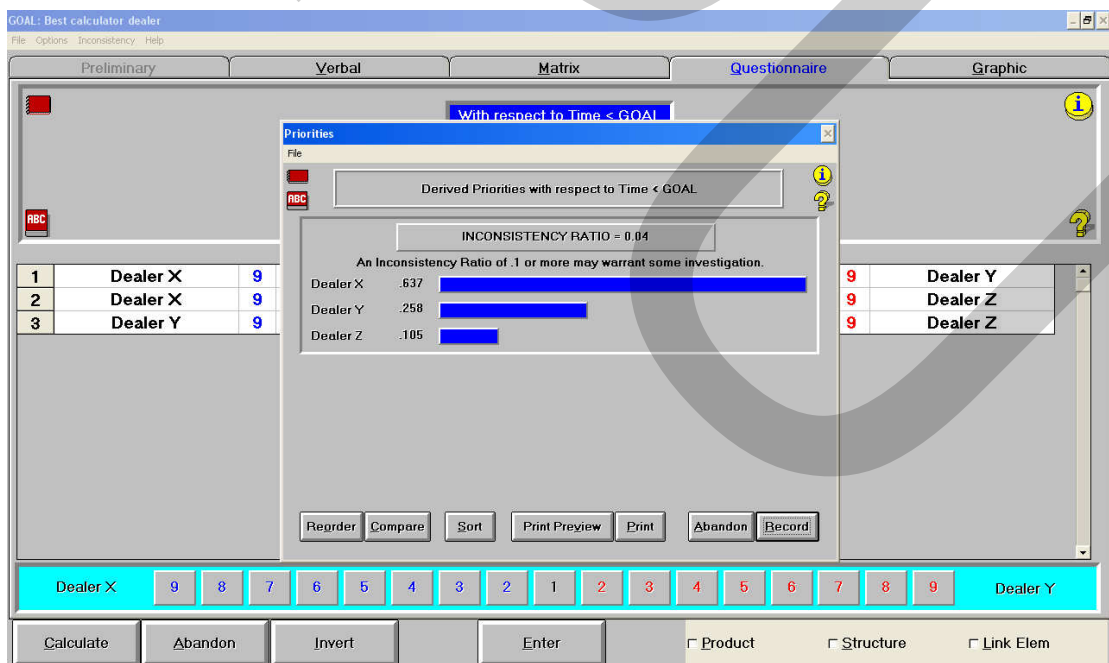 GOAL: Best calculator dealer
File Options Inconsistency Help
Preliminary Verbal Matrix Questionnaire Graphic
With respect to Time < GOAL
Priorities
File
Derived Priorities with respect to Time < GOAL
ABC
ABC
INCONSISTENCY RATIO = 0.04
An Inconsistency Ratio of .1 or more may warrant some investigation.
Dealer X .637
Dealer Y .258
Dealer Z .105
1 Dealer X 9 9 Dealer Y
2 Dealer X 9 9 Dealer Z
3 Dealer Y 9 9 Dealer Z
Reorder Compare Sort Print Preview Print Abandon Record
Dealer X 9 8 7 6 5 4 3 2 1 2 3 4 5 6 7 8 9 Dealer Y
Calculate Abandon Invert Enter Product Structure Link Elem